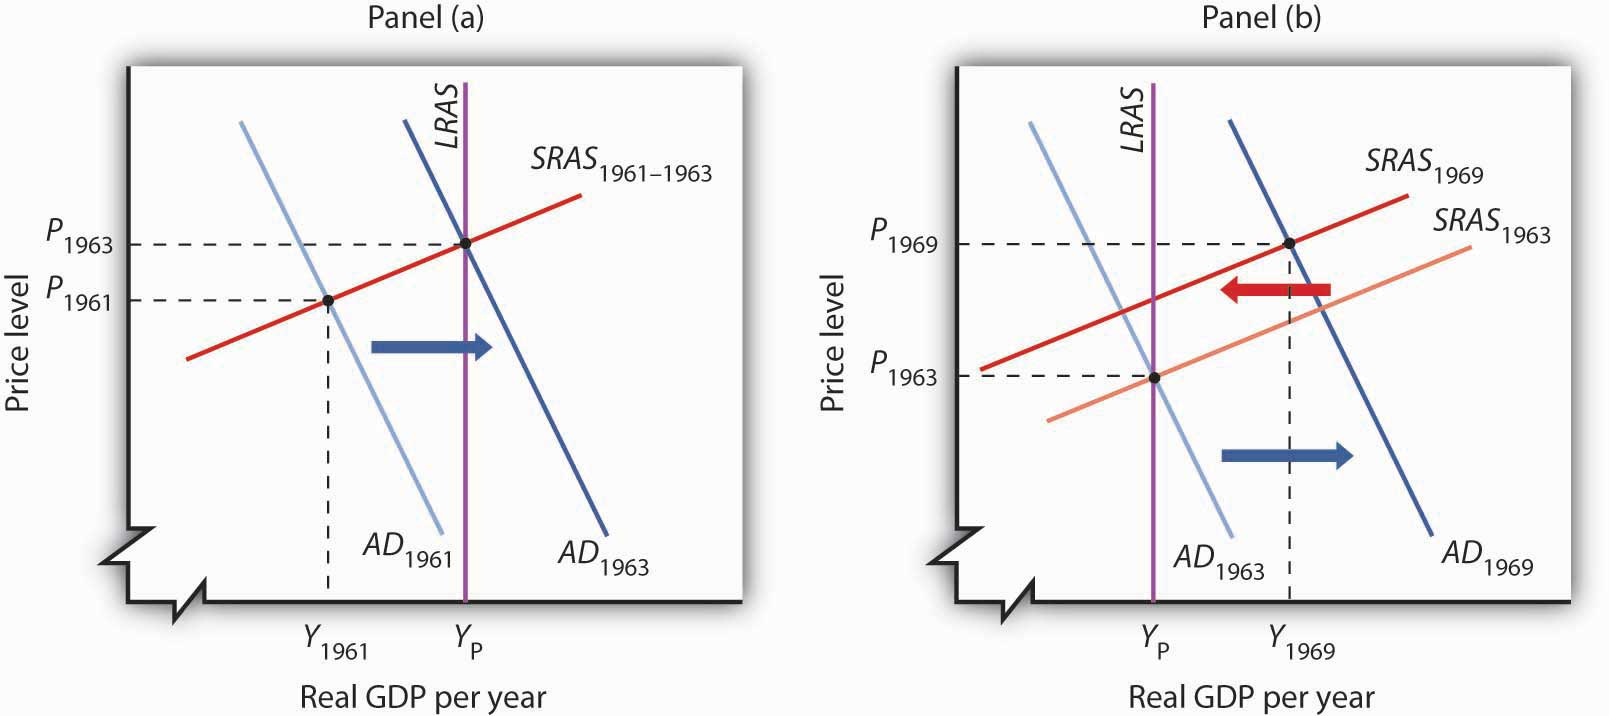 Panel (a)
LRAS
SRAS1961–1963
P1963
P1961
Price level
AD1961
AD1963
Y1961
YP
Real GDP per year
Panel (b)
LRAS
SRAS1969
SRAS1963
P1969
P1963
Price level
AD1963
AD1969
YP
Y1969
Real GDP per year